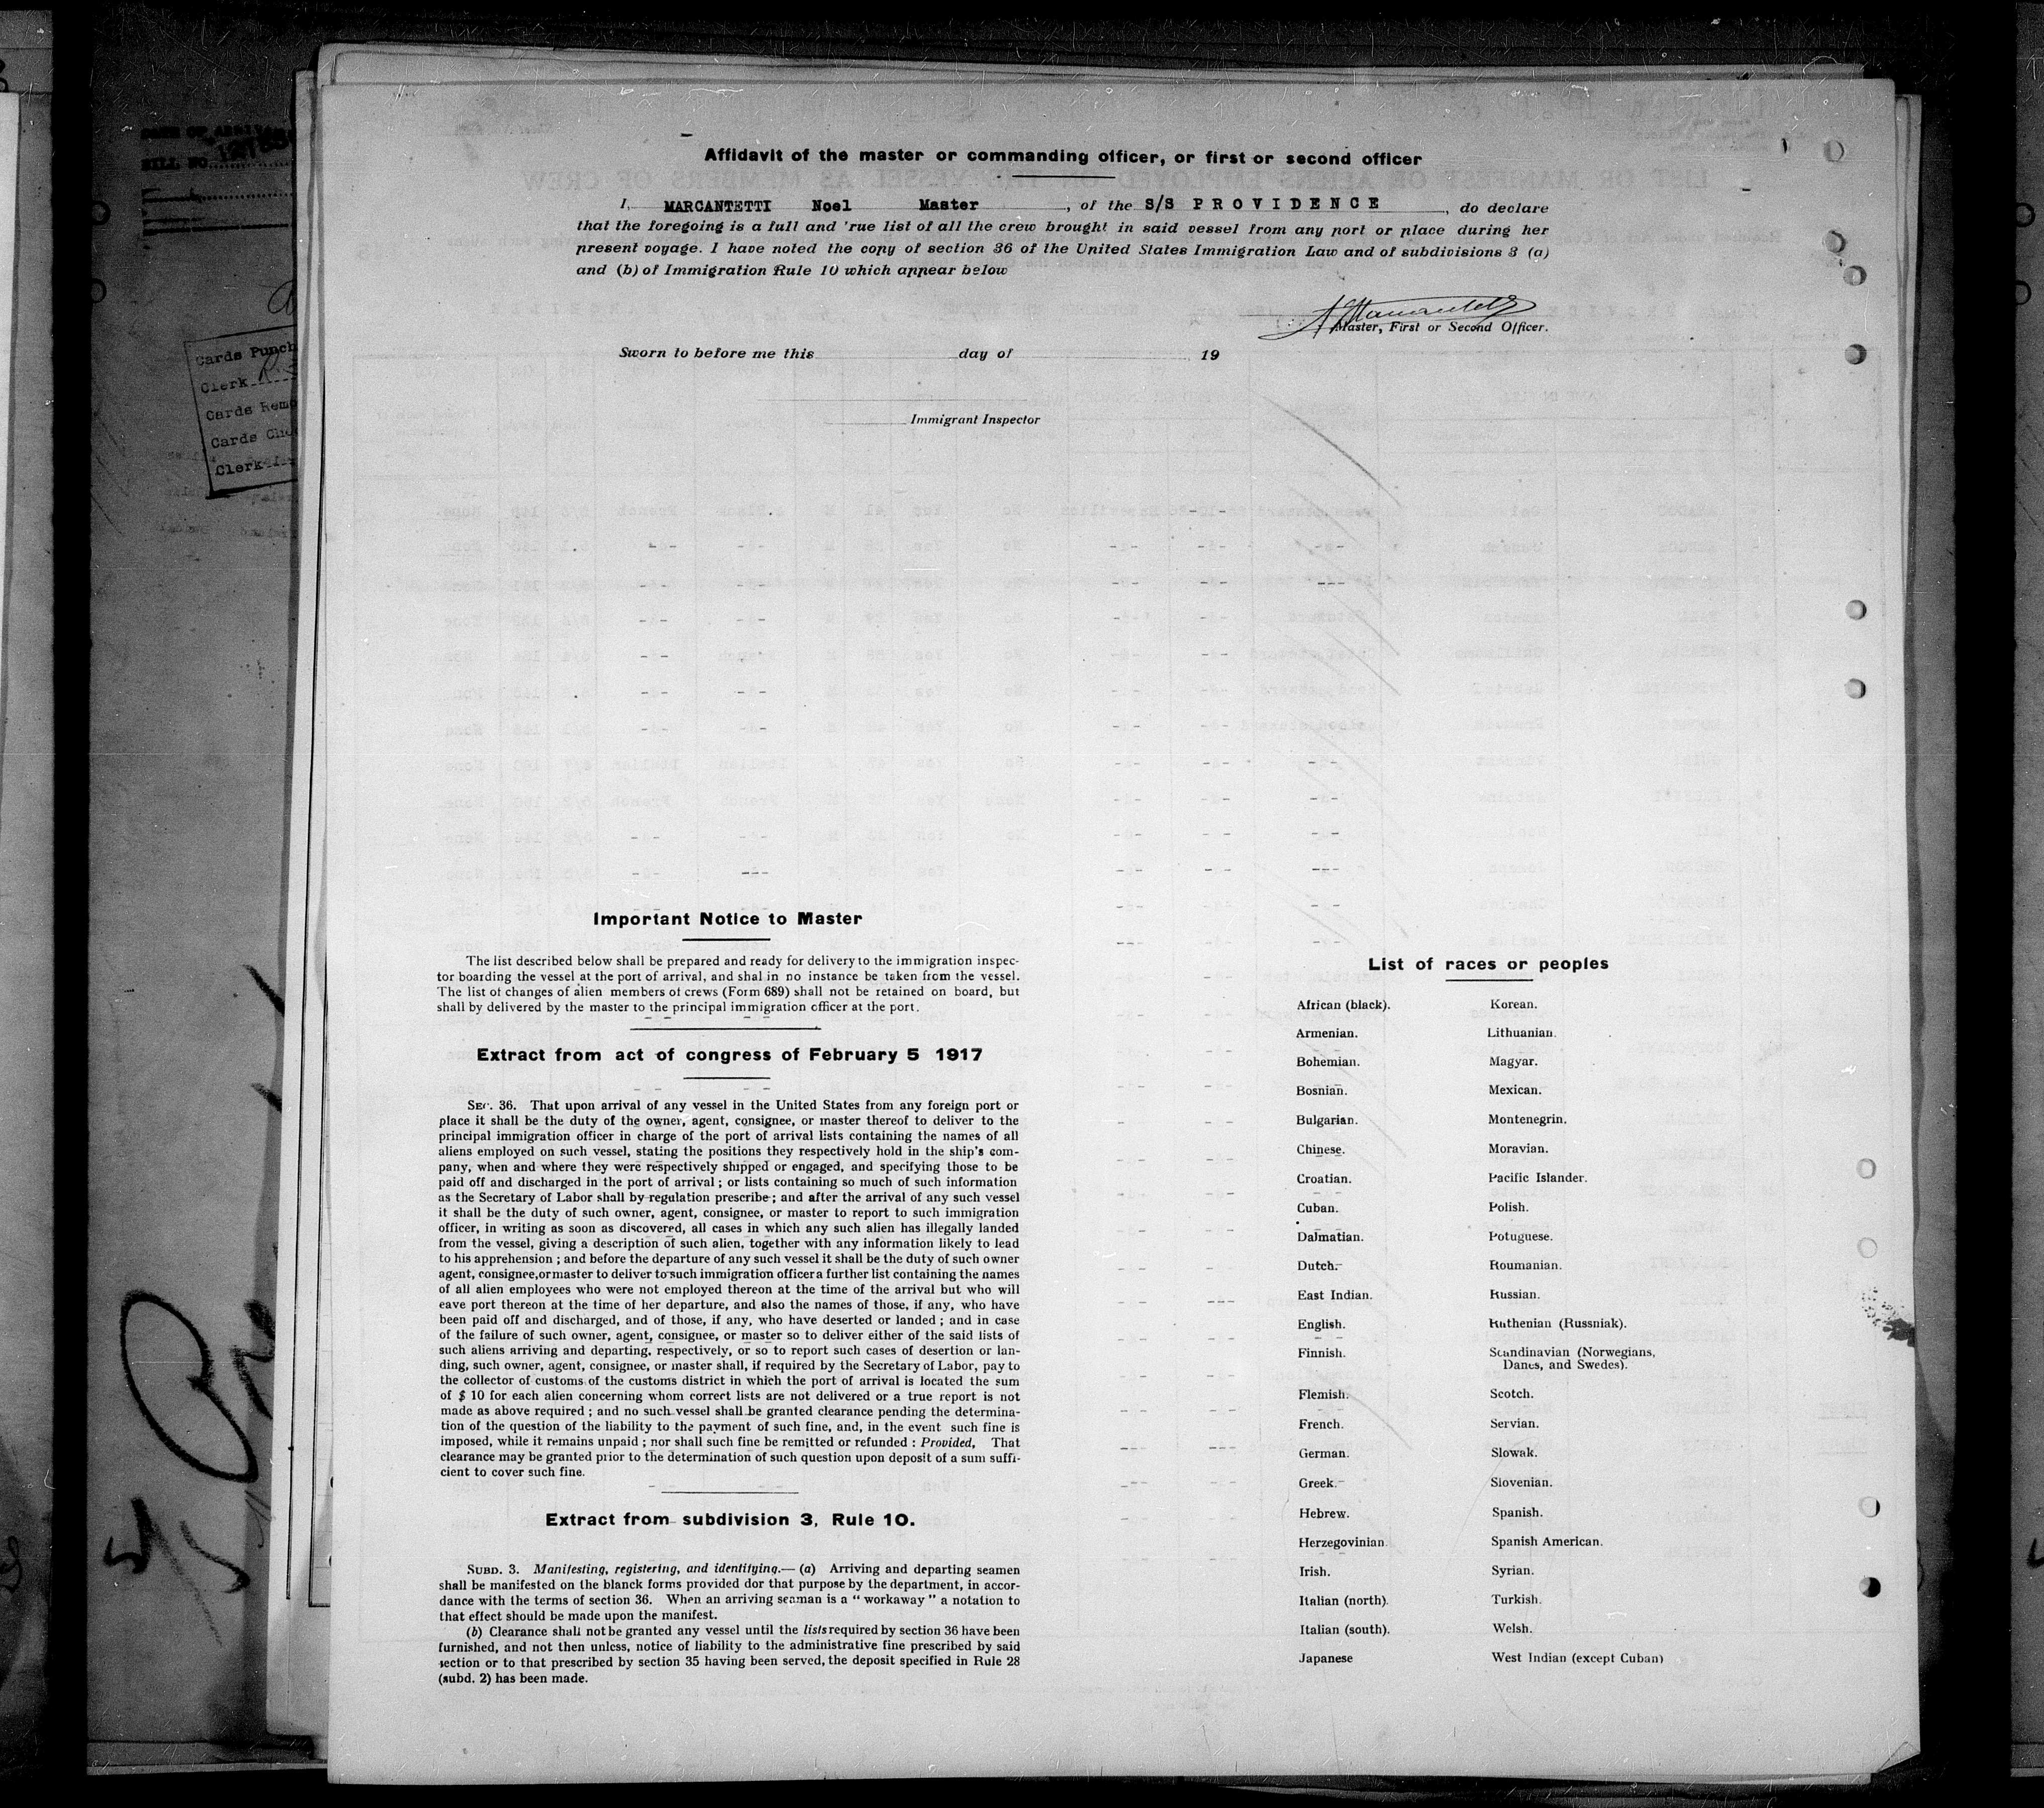 Affidavit of the master or commanding officer, or first or second officer
I, MARCANTETTI Noel Master, of the S/S PROVIDENCE, do declare
that the foregoing is a full and 'rue list of all the crew brought in said vessel from any port or place during her
present voyage. I have noted the copy of section 36 of the United States Immigration Law and of subdivisions 3 (a)
and (b) of Immigration Rule 10 which appear below
Master, First or Second Officer.
Sworn to before me this day of 19
Immigrant Inspector
Cards Punch
Clerk
Cards Remo
Cards Chec
Clerk
Important Notice to Master
The list described below shall be prepared and ready for delivery to the immigration inspec-
tor boarding the vessel at the port of arrival, and shal in no instance be taken from the vessel.
The list of changes of alien members of crews (Form 689) shall not be retained on board, but
shall by delivered by the master to the principal immigration officer at the port.
Extract from act of congress of February 5 1917
SEC. 36. That upon arrival of any vessel in the United States from any foreign port or
place it shall be the duty of the owner, agent, consignee, or master thereof to deliver to the
principal immigration officer in charge of the port of arrival lists containing the names of all
aliens employed on such vessel, stating the positions they respectively hold in the ship's com-
pany, when and where they were respectively shipped or engaged, and specifying those to be
paid off and discharged in the port of arrival ; or lists containing so much of such information
as the Secretary of Labor shall by regulation prescribe ; and after the arrival of any such vessel
it shall be the duty of such owner, agent, consignee, or master to report to such immigration
officer, in writing as soon as discovered, all cases in which any such alien has illegally landed
from the vessel, giving a description of such alien, together with any information likely to lead
to his apprehension ; and before the departure of any such vessel it shall be the duty of such owner
agent, consignee, or master to deliver to such immigration officer a further list containing the names
of all alien employees who were not employed thereon at the time of the arrival but who will
eave port thereon at the time of her departure, and also the names of those, if any, who have
been paid off and discharged, and of those, if any, who have deserted or landed ; and in case
of the failure of such owner, agent, consignee, or master so to deliver either of the said lists of
such aliens arriving and departing, respectively, or so to report such cases of desertion or lan-
ding, such owner, agent, consignee, or master shall, if required by the Secretary of Labor, pay to
the collector of customs of the customs district in which the port of arrival is located the sum
of $ 10 for each alien concerning whom correct lists are not delivered or a true report is not
made as above required ; and no such vessel shall be granted clearance pending the determina-
tion of the question of the liability to the payment of such fine, and, in the event such fine is
imposed, while it remains unpaid ; nor shall such fine be remitted or refunded : Provided, That
clearance may be granted prior to the determination of such question upon deposit of a sum suffi-
cient to cover such fine.
Extract from subdivision 3, Rule 10.
SUBD. 3. Manifesting, registering, and identitying.— (a) Arriving and departing seamen
shall be manifested on the blanck forms provided dor that purpose by the department, in accor-
dance with the terms of section 36. When an arriving seaman is a “ workaway ” a notation to
that effect should be made upon the manifest.
(b) Clearance shall not be granted any vessel until the lists required by section 36 have been
furnished, and not then unless, notice of liability to the administrative fine prescribed by said
section or to that prescribed by section 35 having been served, the deposit specified in Rule 28
(subd. 2) has been made.
List of races or peoples
African (black).
Armenian.
Bohemian.
Bosnian.
Bulgarian.
Chinese.
Croatian.
Cuban.
Dalmatian.
Dutch.
East Indian.
English.
Finnish.
Flemish.
French.
German.
Greek.
Hebrew.
Herzegovinian.
Irish.
Italian (north).
Italian (south).
Japanese
Korean.
Lithuanian.
Magyar.
Mexican.
Montenegrin.
Moravian.
Pacific Islander.
Polish.
Potuguese.
Roumanian.
Russian.
Ruthenian (Russniak).
Scandinavian (Norwegians,
Danes, and Swedes).
Scotch.
Servian.
Slowak.
Slovenian.
Spanish.
Spanish American.
Syrian.
Turkish.
Welsh.
West Indian (except Cuban)